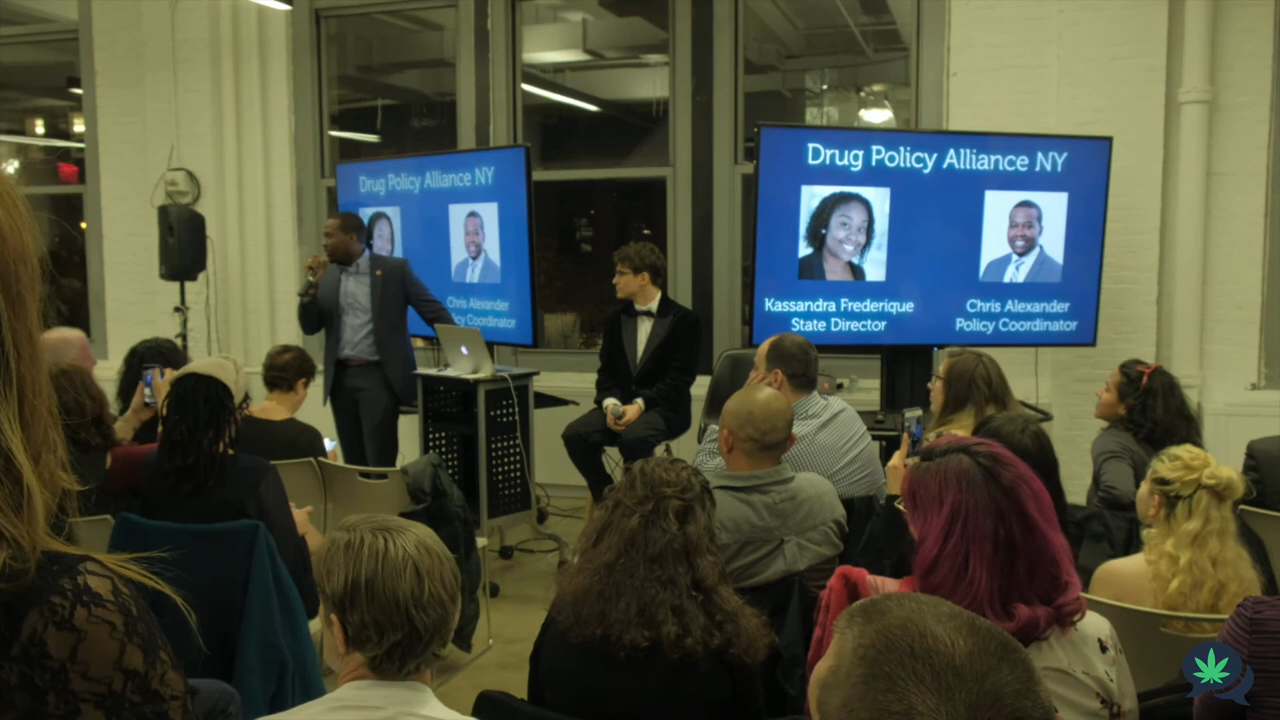 Drug Policy Alliance NY
Chris Alexander
cy Coordinator
Drug Policy Alliance NY
Kassandra Frederique
State Director
Chris Alexander
Policy Coordinator